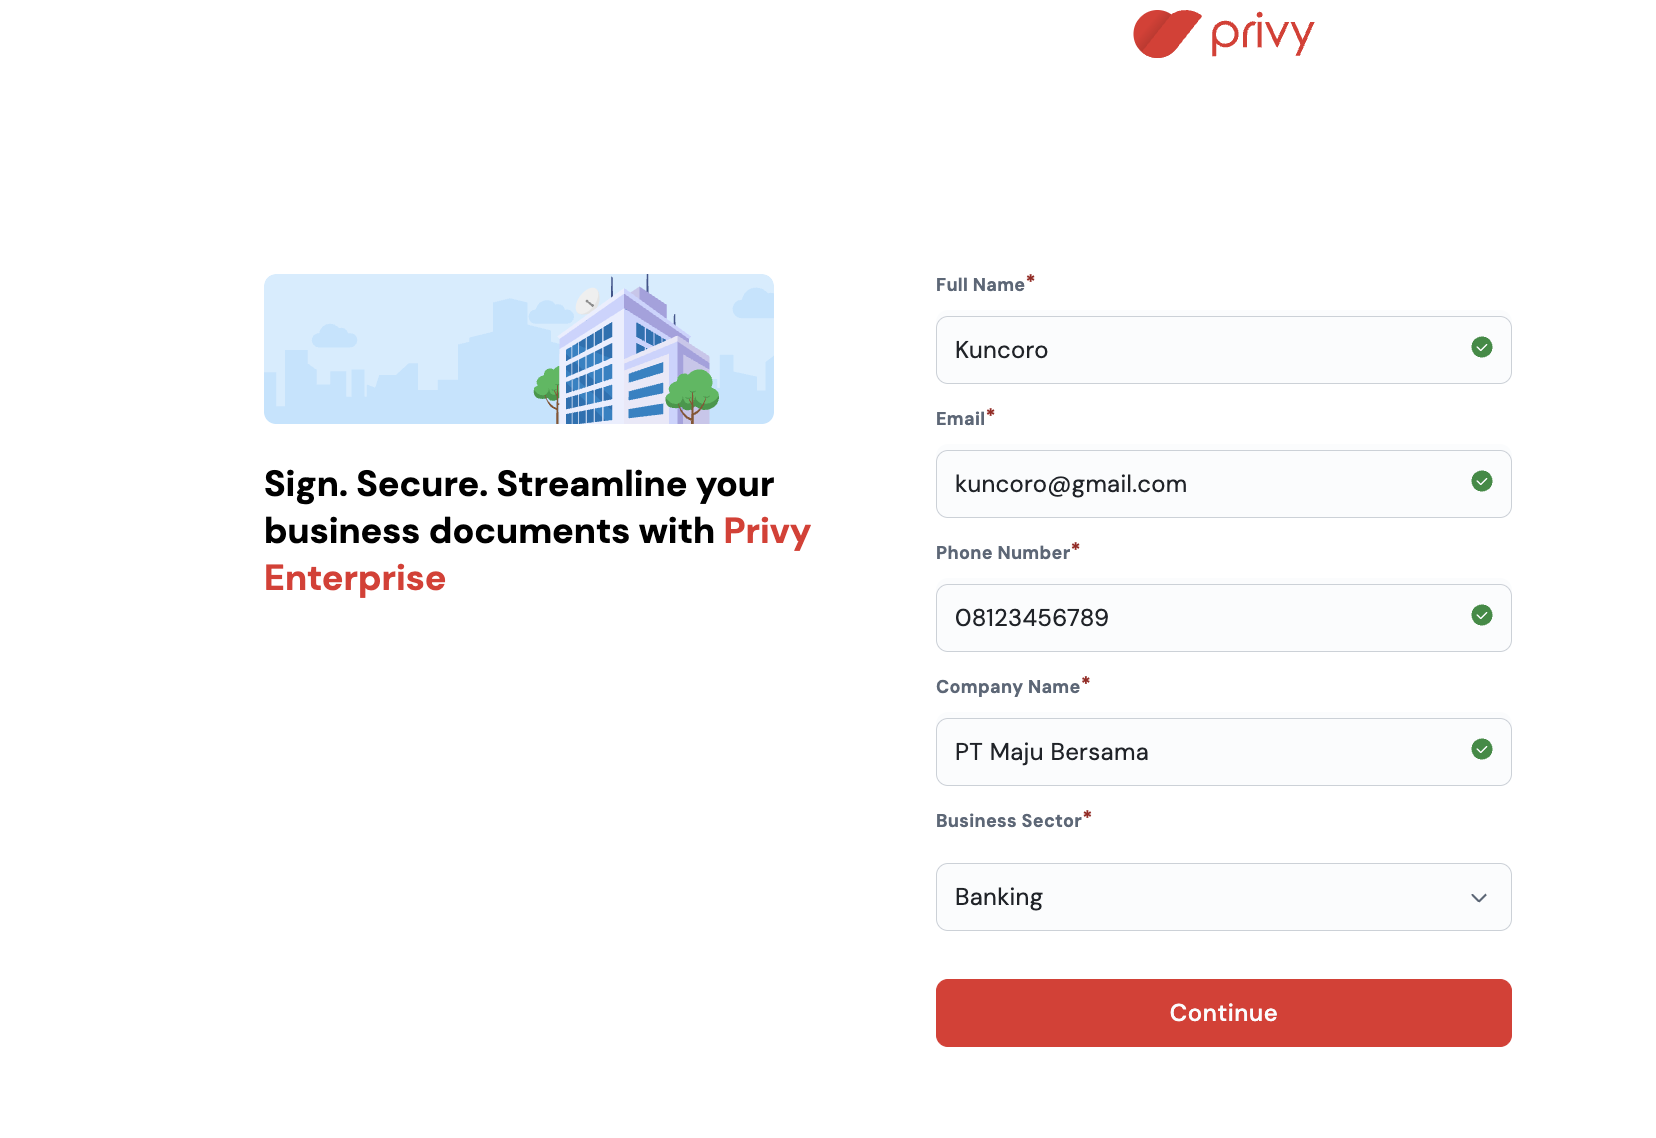 privy
Sign. Secure. Streamline your
business documents with Privy
Enterprise
Full Name*
Kuncoro
Email*
kuncoro@gmail.com
Phone Number*
08123456789
Company Name*
PT Maju Bersama
Business Sector*
Banking
Continue